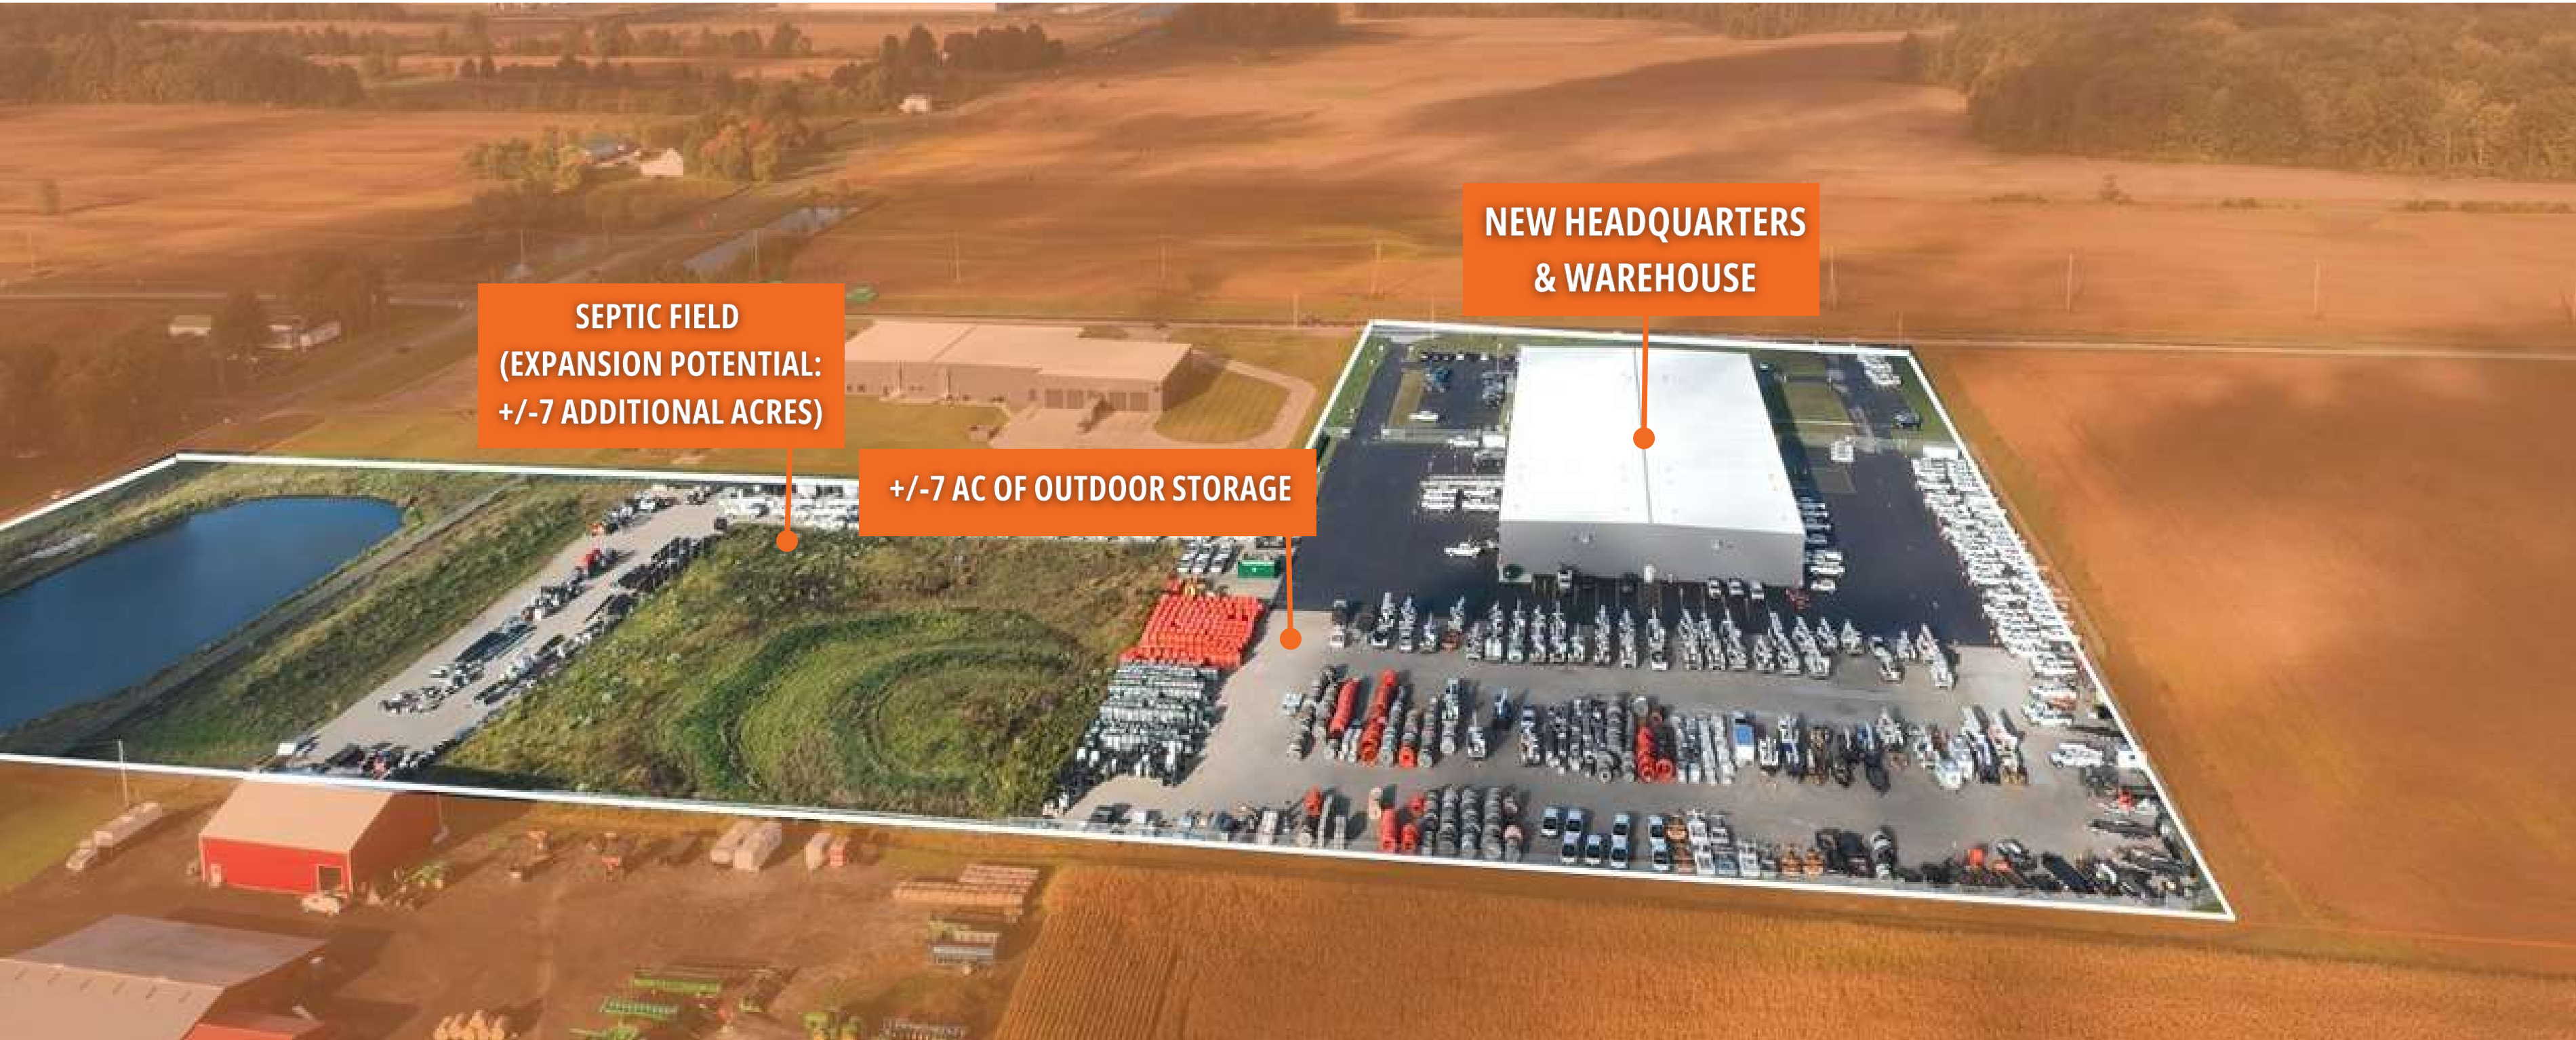 NEW HEADQUARTERS
& WAREHOUSE
SEPTIC FIELD
(EXPANSION POTENTIAL:
+/-7 ADDITIONAL ACRES)
+/-7 AC OF OUTDOOR STORAGE